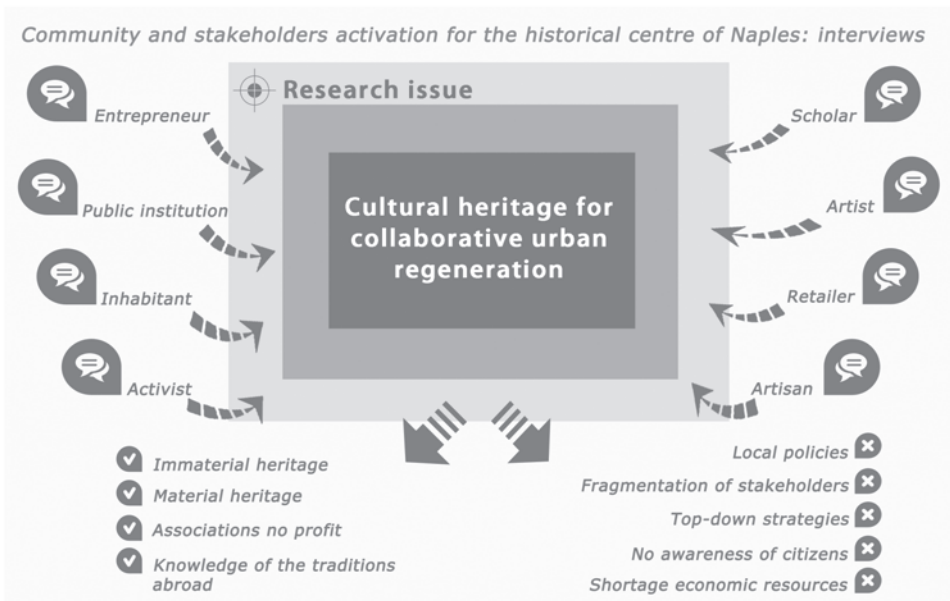 Community and stakeholders activation for the historical centre of Naples: interviews
Research issue
Entrepreneur
Public institution
Inhabitant
Activist
Cultural heritage for
collaborative urban
regeneration
Scholar
Artist
Retailer
Artisan
Immaterial heritage
Material heritage
Associations no profit
Knowledge of the traditions
abroad
Local policies
Fragmentation of stakeholders
Top-down strategies
No awareness of citizens
Shortage economic resources